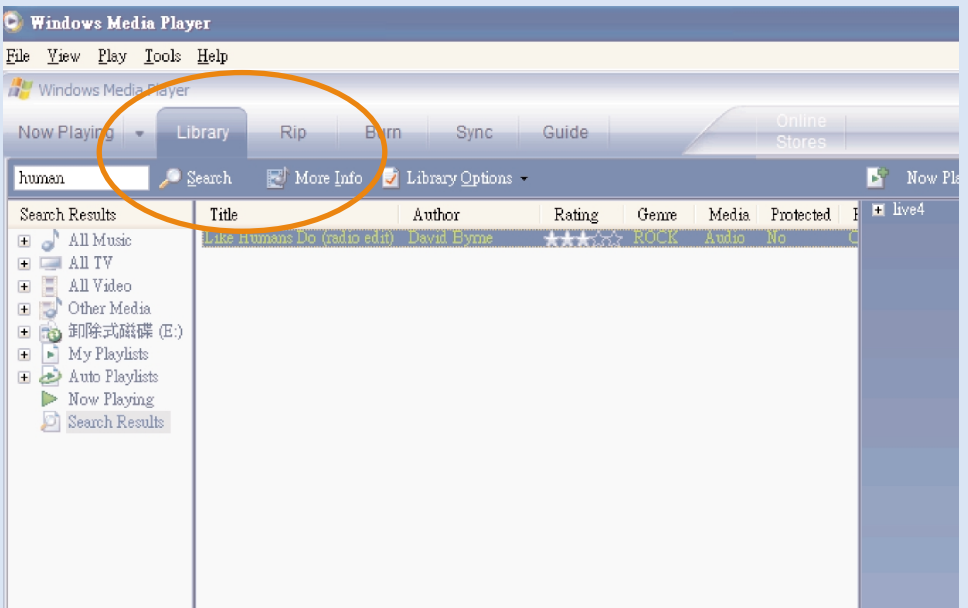 Windows Media Player
File View Play Tools Help
Windows Media Player
Now Playing Library Rip Burn Sync Guide Online Stores
human Search More Info Library Options Now Pla
Search Results Title Author Rating Genre Media Protected live4
All Music Like Humans Do (radio edit) David Byrne ROCK Audio No
All TV
All Video
Other Media
卸除式磁碟 (E:)
My Playlists
Auto Playlists
Now Playing
Search Results